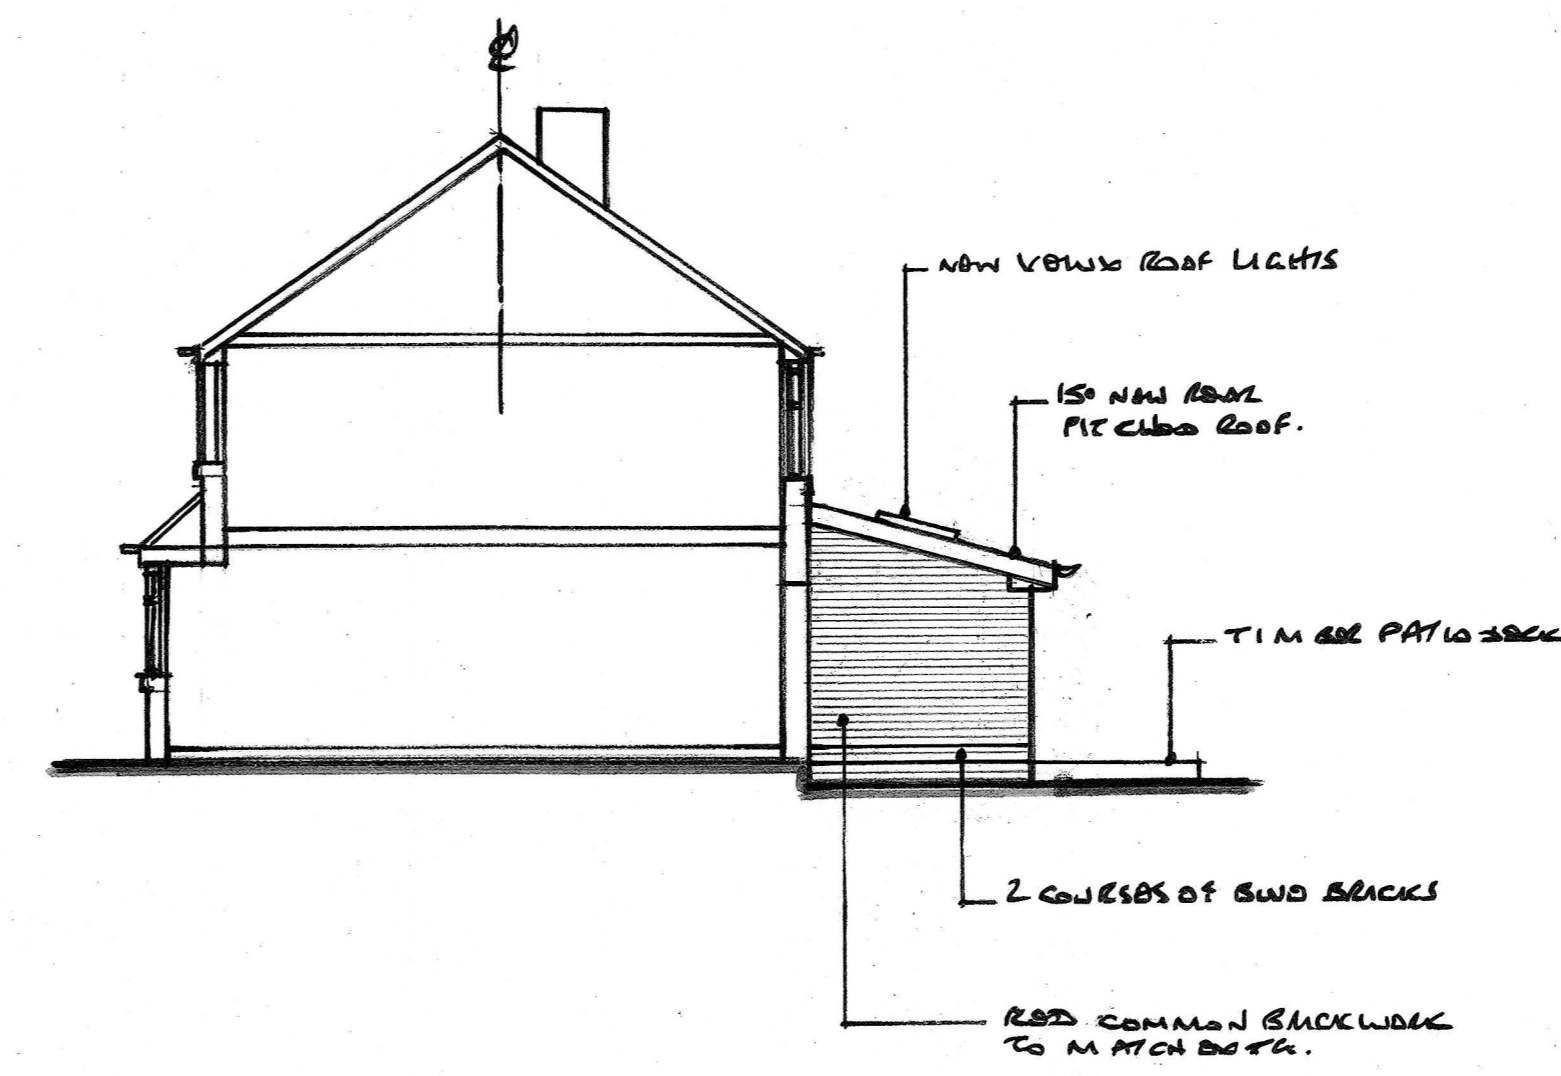 NEW VELUX ROOF LIGHTS
15° NEW REAR
PITCHED ROOF.
TIMBER PATIO DECK
2 COURSES OF BLUE BRICKS
RED COMMON BRICKWORK
TO MATCH EXSTG.